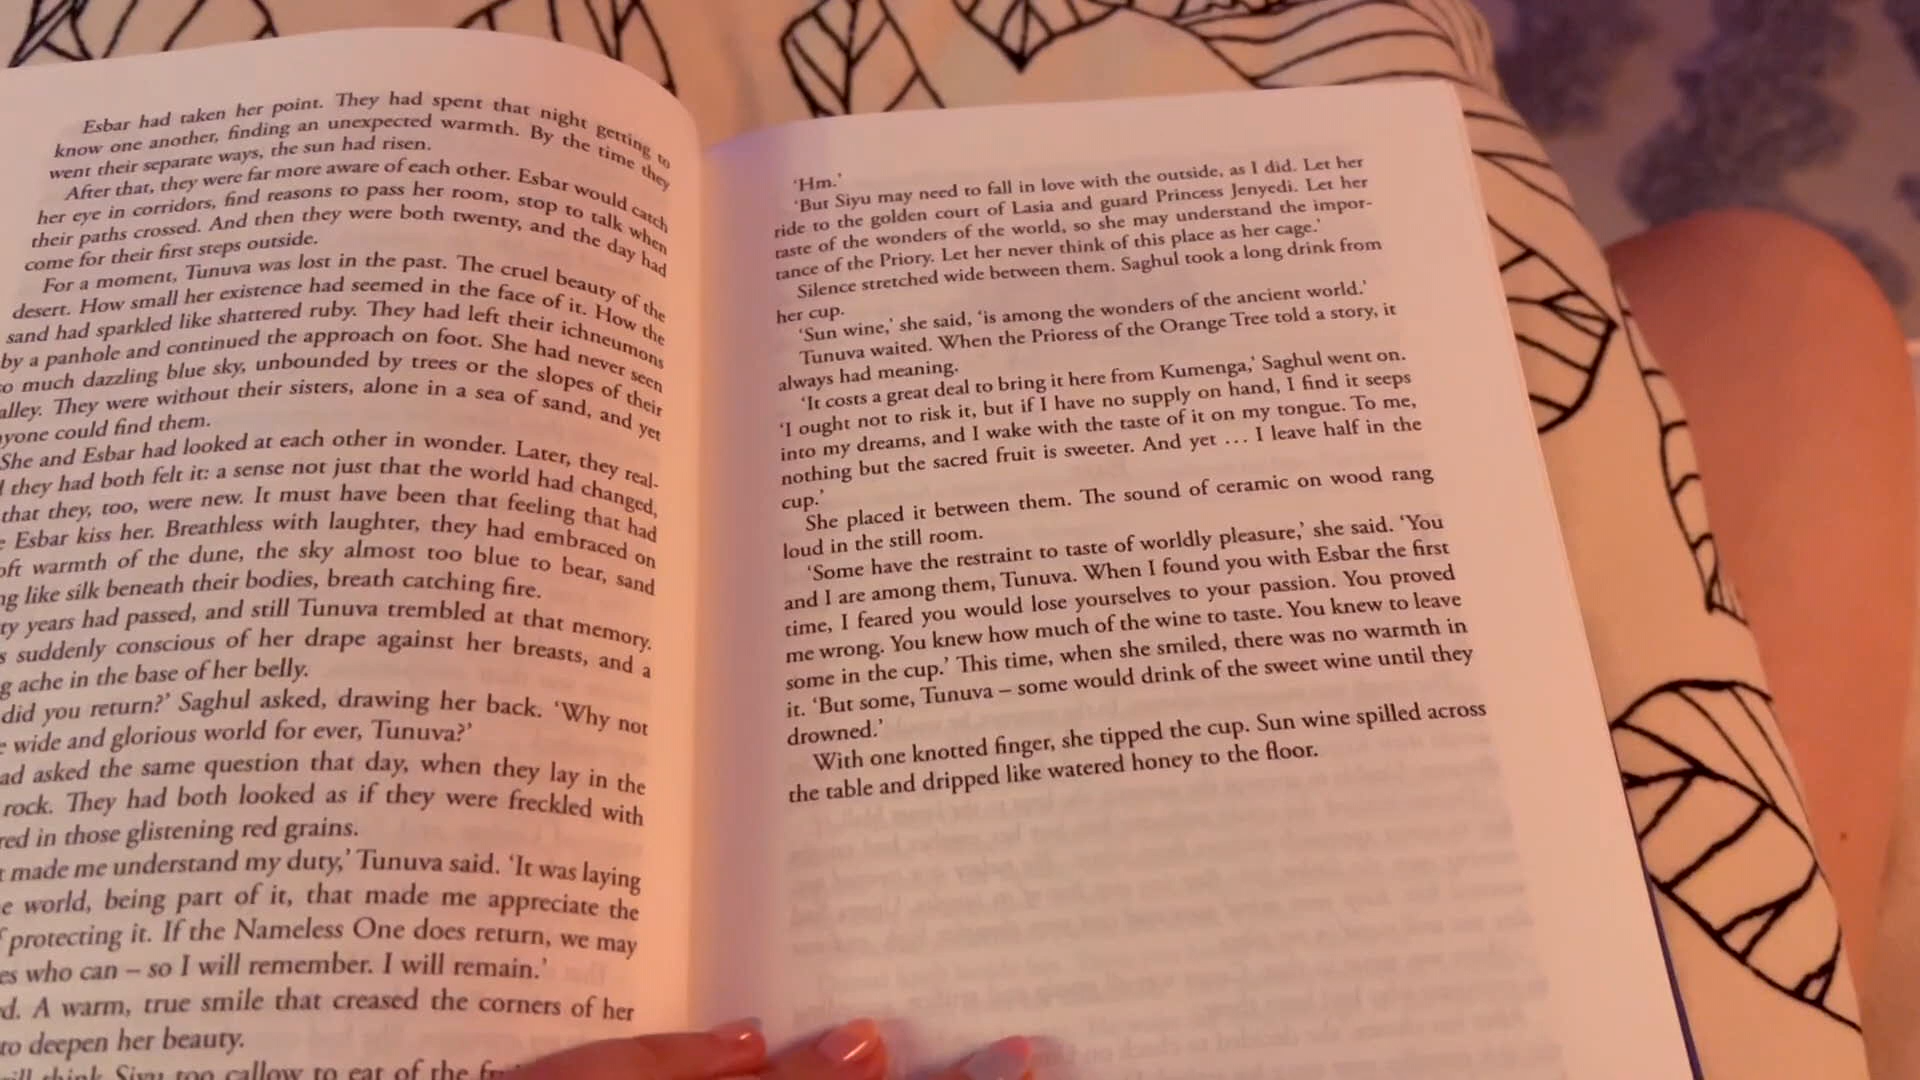 Esbar had taken her point. They had spent that night getting to
know one another, finding an unexpected warmth. By the time they
went their separate ways, the sun had risen.
After that, they were far more aware of each other. Esbar would catch
her eye in corridors, find reasons to pass her room, stop to talk when
their paths crossed. And then they were both twenty, and the day had
come for their first steps outside.
For a moment, Tunuva was lost in the past. The cruel beauty of the
desert. How small her existence had seemed in the face of it. How the
sand had sparkled like shattered ruby. They had left their ichneumons
by a panhole and continued the approach on foot. She had never seen
much dazzling blue sky, unbounded by trees or the slopes of their
They were without their sisters, alone in a sea of sand, and yet
could find them.
She and Esbar had looked at each other in wonder. Later, they real-
they had both felt it: a sense not just that the world had changed,
that they, too, were new. It must have been that feeling that had
Esbar kiss her. Breathless with laughter, they had embraced on
warmth of the dune, the sky almost too blue to bear, sand
like silk beneath their bodies, breath catching fire.
years had passed, and still Tunuva trembled at that memory.
suddenly conscious of her drape against her breasts, and a
ache in the base of her belly.
did you return?' Saghul asked, drawing her back. 'Why not
wide and glorious world for ever, Tunuva?'
asked the same question that day, when they lay in the
rock. They had both looked as if they were freckled with
in those glistening red grains.
made me understand my duty,' Tunuva said. 'It was laying
world, being part of it, that made me appreciate the
protecting it. If the Nameless One does return, we may
who can – so I will remember. I will remain.'
A warm, true smile that creased the corners of her
to deepen her beauty.
think Siyu too callow to eat of the
'Hm.'
'But Siyu may need to fall in love with the outside, as I did. Let her
ride to the golden court of Lasia and guard Princess Jenyedi. Let her
taste of the wonders of the world, so she may understand the impor-
tance of the Priory. Let her never think of this place as her cage.'
Silence stretched wide between them. Saghul took a long drink from
her cup.
'Sun wine,' she said, 'is among the wonders of the ancient world.'
Tunuva waited. When the Prioress of the Orange Tree told a story, it
always had meaning.
'It costs a great deal to bring it here from Kumenga,' Saghul went on.
'I ought not to risk it, but if I have no supply on hand, I find it seeps
into my dreams, and I wake with the taste of it on my tongue. To me,
nothing but the sacred fruit is sweeter. And yet … I leave half in the
cup.'
She placed it between them. The sound of ceramic on wood rang
loud in the still room.
'Some have the restraint to taste of worldly pleasure,' she said. 'You
and I are among them, Tunuva. When I found you with Esbar the first
time, I feared you would lose yourselves to your passion. You proved
me wrong. You knew how much of the wine to taste. You knew to leave
some in the cup.' This time, when she smiled, there was no warmth in
it. 'But some, Tunuva – some would drink of the sweet wine until they
drowned.'
With one knotted finger, she tipped the cup. Sun wine spilled across
the table and dripped like watered honey to the floor.